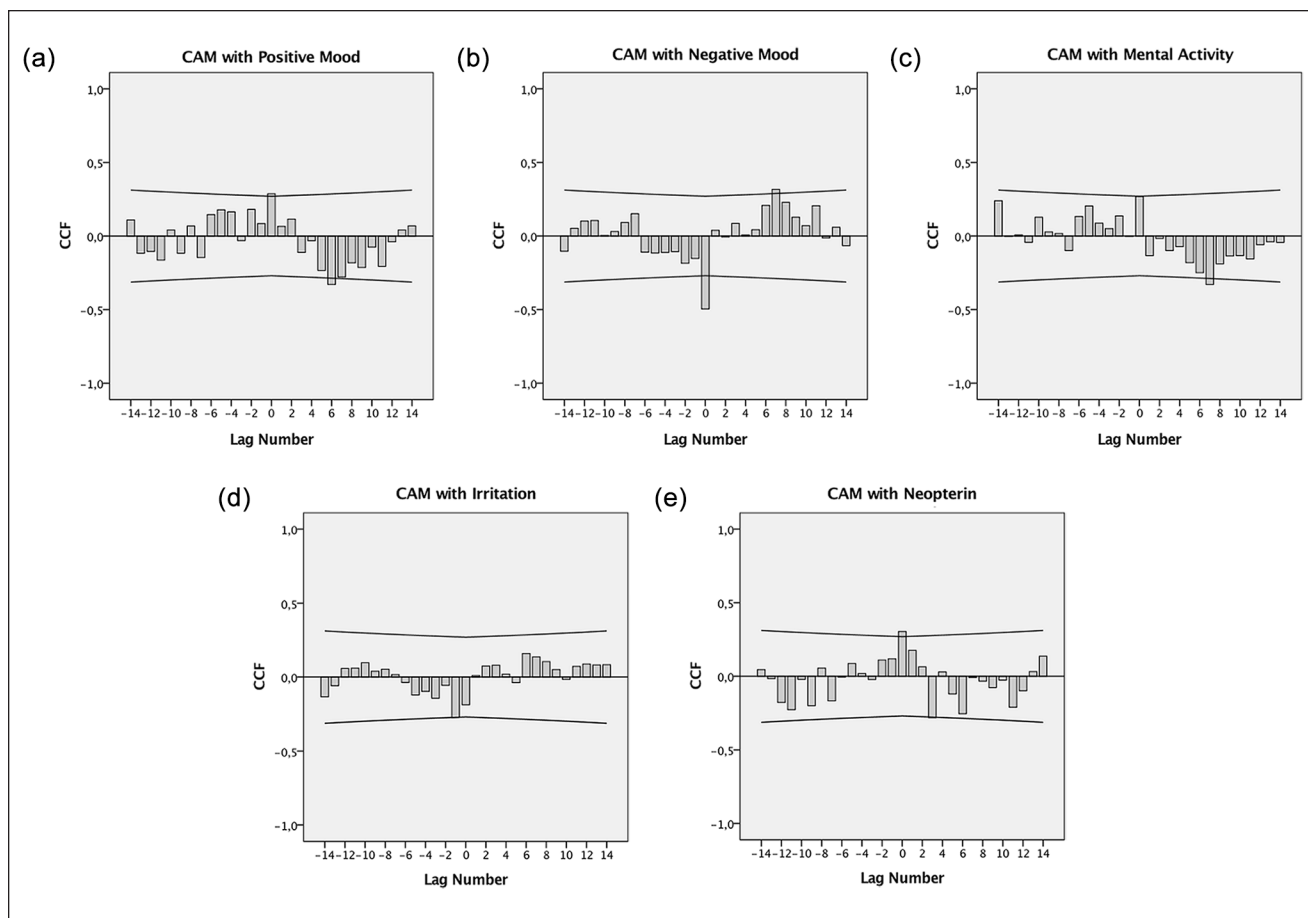 (a)
CAM with Positive Mood
1,0
0,5
0,0
−0,5
−1,0
CCF
−14 −12 −10 −8 −6 −4 −2 0 2 4 6 8 10 12 14
Lag Number
(b)
CAM with Negative Mood
1,0
0,5
0,0
−0,5
−1,0
CCF
−14 −12 −10 −8 −6 −4 −2 0 2 4 6 8 10 12 14
Lag Number
(c)
CAM with Mental Activity
1,0
0,5
0,0
−0,5
−1,0
CCF
−14 −12 −10 −8 −6 −4 −2 0 2 4 6 8 10 12 14
Lag Number
(d)
CAM with Irritation
1,0
0,5
0,0
−0,5
−1,0
CCF
−14 −12 −10 −8 −6 −4 −2 0 2 4 6 8 10 12 14
Lag Number
(e)
CAM with Neopterin
1,0
0,5
0,0
−0,5
−1,0
CCF
−14 −12 −10 −8 −6 −4 −2 0 2 4 6 8 10 12 14
Lag Number